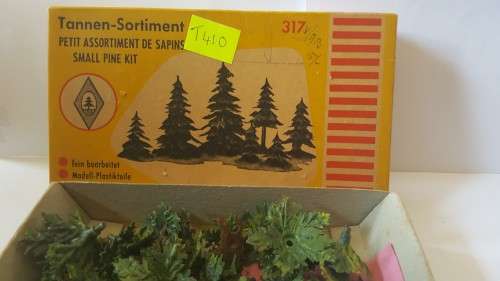 Tannen-Sortiment
317
PETIT ASSORTIMENT DE SAPINS
SMALL PINE KIT
T410
Fein bearbeitet
Modell-Plastikteile